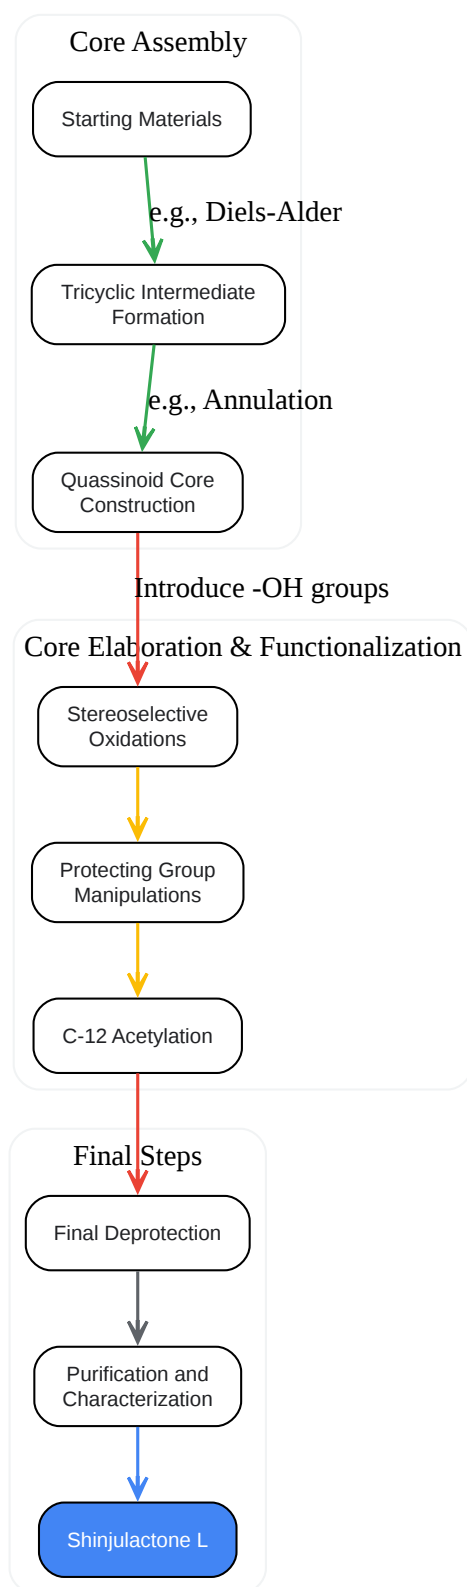 Core Assembly
Starting Materials
e.g., Diels-Alder
Tricyclic Intermediate
Formation
e.g., Annulation
Quassinoid Core
Construction
Introduce -OH groups
Core Elaboration & Functionalization
Stereoselective
Oxidations
Protecting Group
Manipulations
C-12 Acetylation
Final Steps
Final Deprotection
Purification and
Characterization
Shinjulactone L